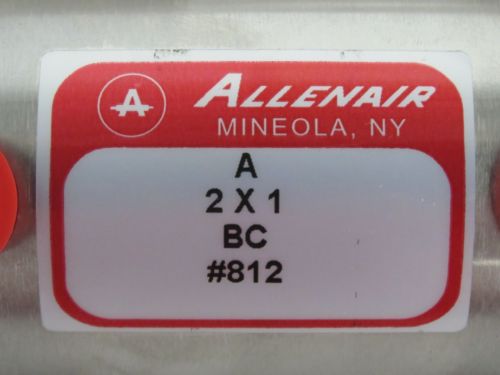 A ALLENAIR
MINEOLA, NY
A
2 X 1
BC
#812